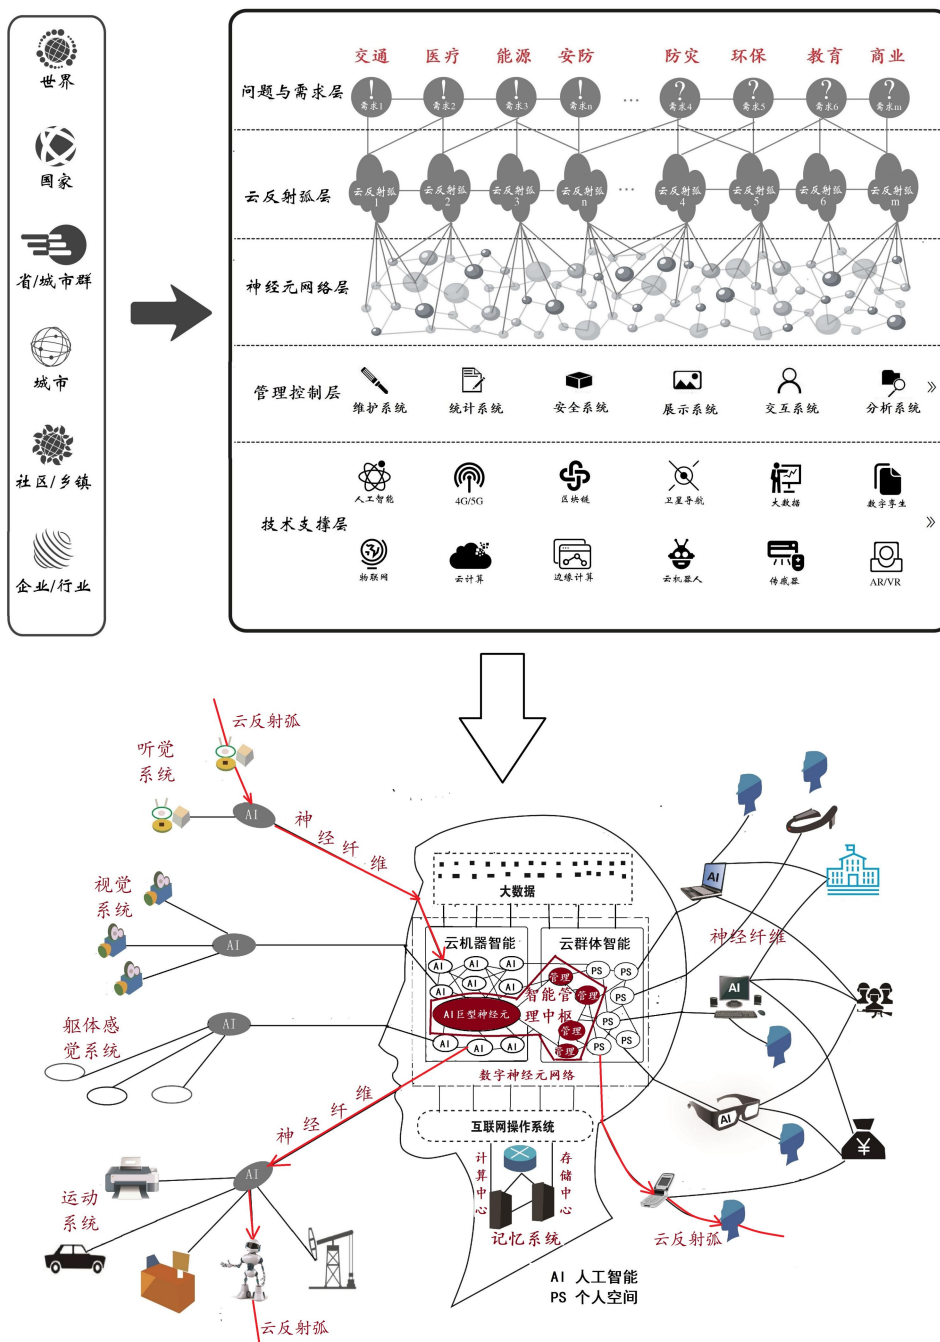 世界
国家
省/城市群
城市
社区/乡镇
企业/行业
交通 医疗 能源 安防 防灾 环保 教育 商业
问题与需求层
! ! ! ! ? ? ? ?
需求1 需求2 需求3 需求n … 需求4 需求5 需求6 需求m
云反射弧层
云反射弧 云反射弧 云反射弧 云反射弧 … 云反射弧 云反射弧 云反射弧 云反射弧
1 2 3 n 4 5 6 m
神经元网络层
管理控制层
维护系统 统计系统 安全系统 展示系统 交互系统 分析系统 »
技术支撑层
人工智能 4G/5G 区块链 卫星导航 大数据 数字孪生 »
物联网 云计算 边缘计算 云机器人 传感器 AR/VR
云反射弧
听觉
系统
AI
神经纤维
视觉
系统
AI
躯体感
觉系统
AI
神经纤维
运动
系统
AI
云反射弧
大数据
云机器智能
云群体智能
AI AI AI
AI AI AI
AI巨型神经元
AI AI AI
管理
管理
智能管
理中枢
管理
管理
PS PS
PS
PS PS
PS PS
数字神经元网络
互联网操作系统
计算中心
存储中心
记忆系统
AI
神经纤维
AI
AI
¥
云反射弧
AI 人工智能
PS 个人空间